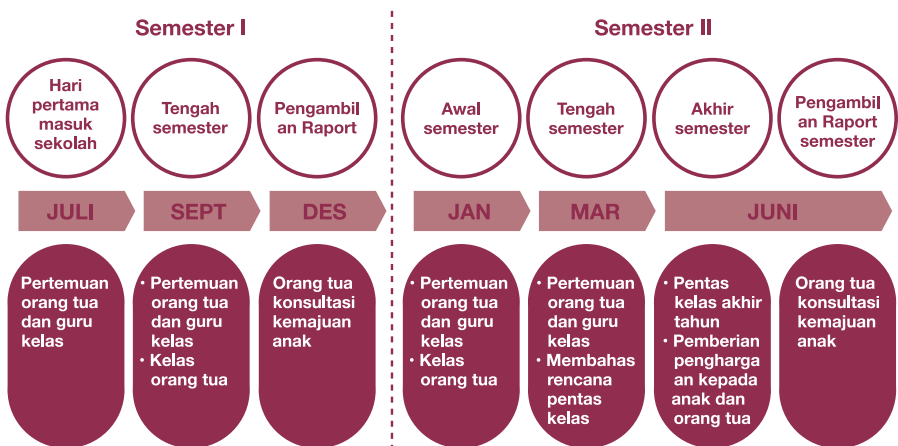 Semester I
Semester II
Hari
pertama
masuk
sekolah
Tengah
semester
Pengambil
an Raport
Awal
semester
Tengah
semester
Akhir
semester
Pengambil
an Raport
semester
JULI
SEPT
DES
JAN
MAR
JUNI
Pertemuan
orang tua
dan guru
kelas
· Pertemuan
orang tua
dan guru
kelas
· Kelas
orang tua
Orang tua
konsultasi
kemajuan
anak
· Pertemuan
orang tua
dan guru
kelas
· Kelas
orang tua
· Pertemuan
orang tua
dan guru
kelas
· Membahas
rencana
pentas
kelas
· Pentas
kelas akhir
tahun
· Pemberian
pengharga
an kepada
anak dan
orang tua
Orang tua
konsultasi
kemajuan
anak